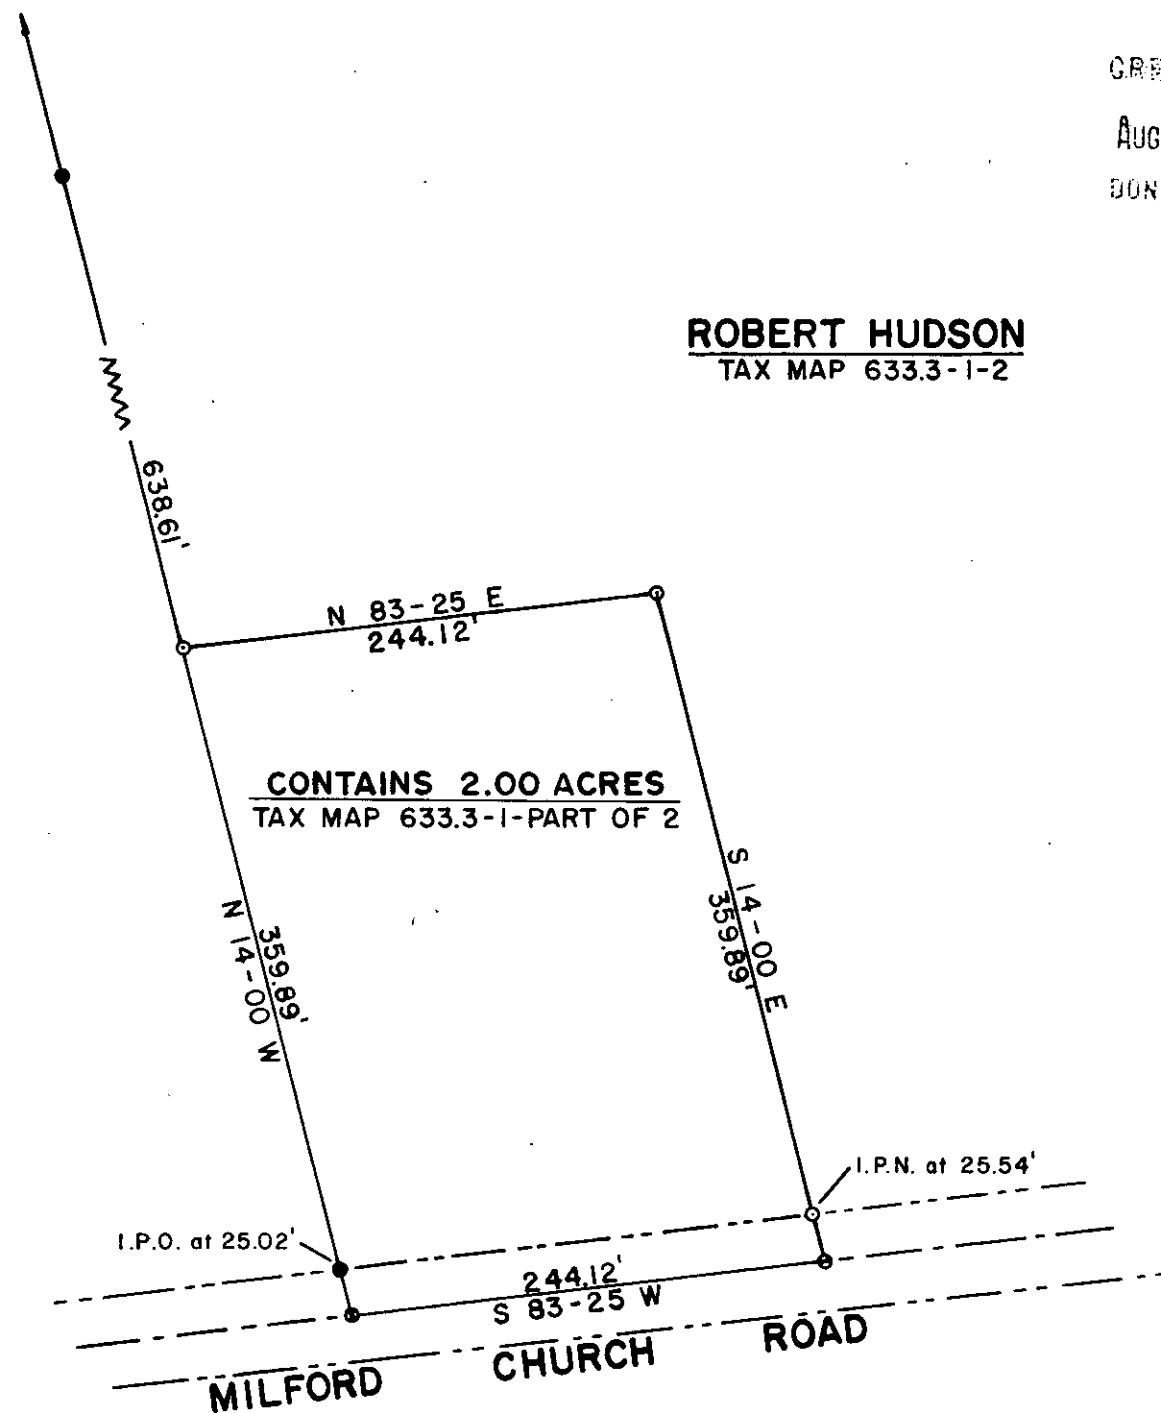 AUG
DON
ROBERT HUDSON
TAX MAP 633.3-1-2
638.61'
N 83-25 E
244.12'
CONTAINS 2.00 ACRES
TAX MAP 633.3-1-PART OF 2
S 14-00 E
359.89'
359.89'
N 14-00 W
I.P.N. at 25.54'
I.P.O. at 25.02'
244.12'
S 83-25 W
MILFORD CHURCH ROAD